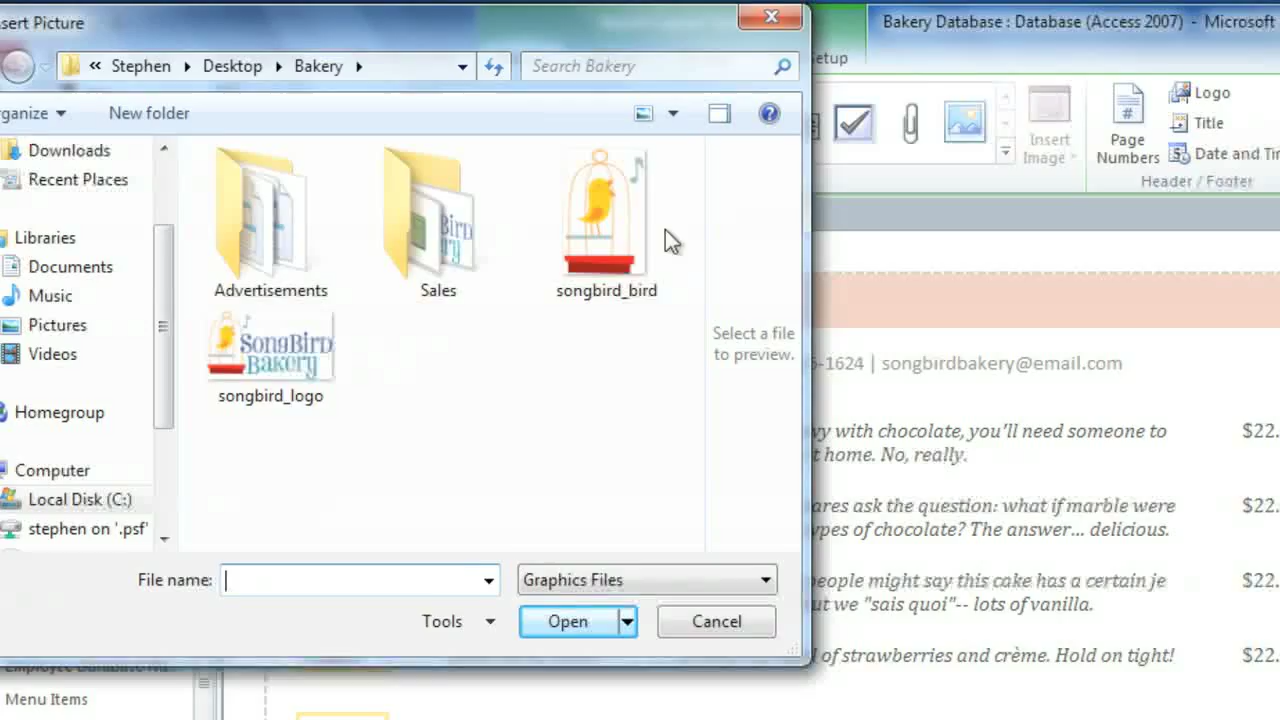 sert Picture
Bakery Database : Database (Access 2007) - Microsoft
etup
« Stephen Desktop Bakery
Search Bakery
rganize
New folder
Logo
Title
Date and Tin
Insert
Image
Page
Numbers
Header / Footer
Downloads
Recent Places
Libraries
Documents
Music
Pictures
Videos
Homegroup
Computer
Local Disk (C:)
stephen on '.psf'
Advertisements
Sales
songbird_bird
SongBird
Bakery
songbird_logo
Select a file
to preview.
-1624 | songbirdbakery@email.com
vy with chocolate, you'll need someone to
$22.
t home. No, really.
ares ask the question: what if marble were
$22.
ypes of chocolate? The answer... delicious.
people might say this cake has a certain je
$22.
ut we "sais quoi"-- lots of vanilla.
l of strawberries and crème. Hold on tight!
$22.
File name:
Graphics Files
Tools
Open
Cancel
Menu Items